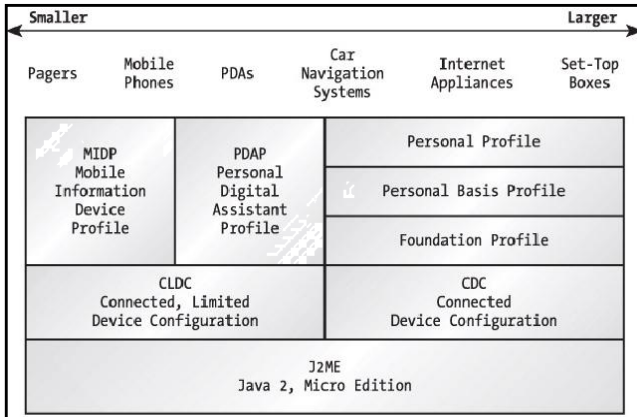 Smaller Larger
Pagers
Mobile
Phones
PDAs
Car
Navigation
Systems
Internet
Appliances
Set-Top
Boxes
MIDP
Mobile
Information
Device
Profile
PDAP
Personal
Digital
Assistant
Profile
Personal Profile
Personal Basis Profile
Foundation Profile
CLDC
Connected, Limited
Device Configuration
CDC
Connected
Device Configuration
J2ME
Java 2, Micro Edition